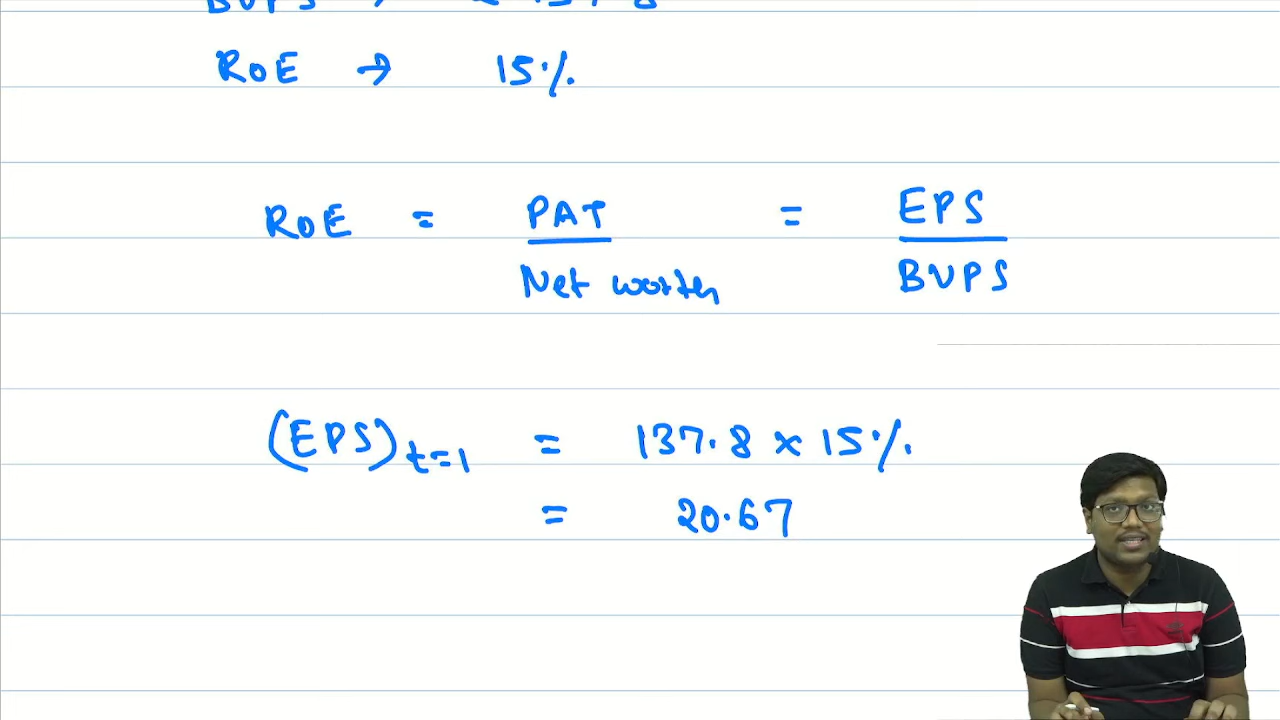 ROE → 15%
ROE = PAT / Net worth = EPS / BVPS
(EPS) t=1 = 137.8 x 15%
= 20.67